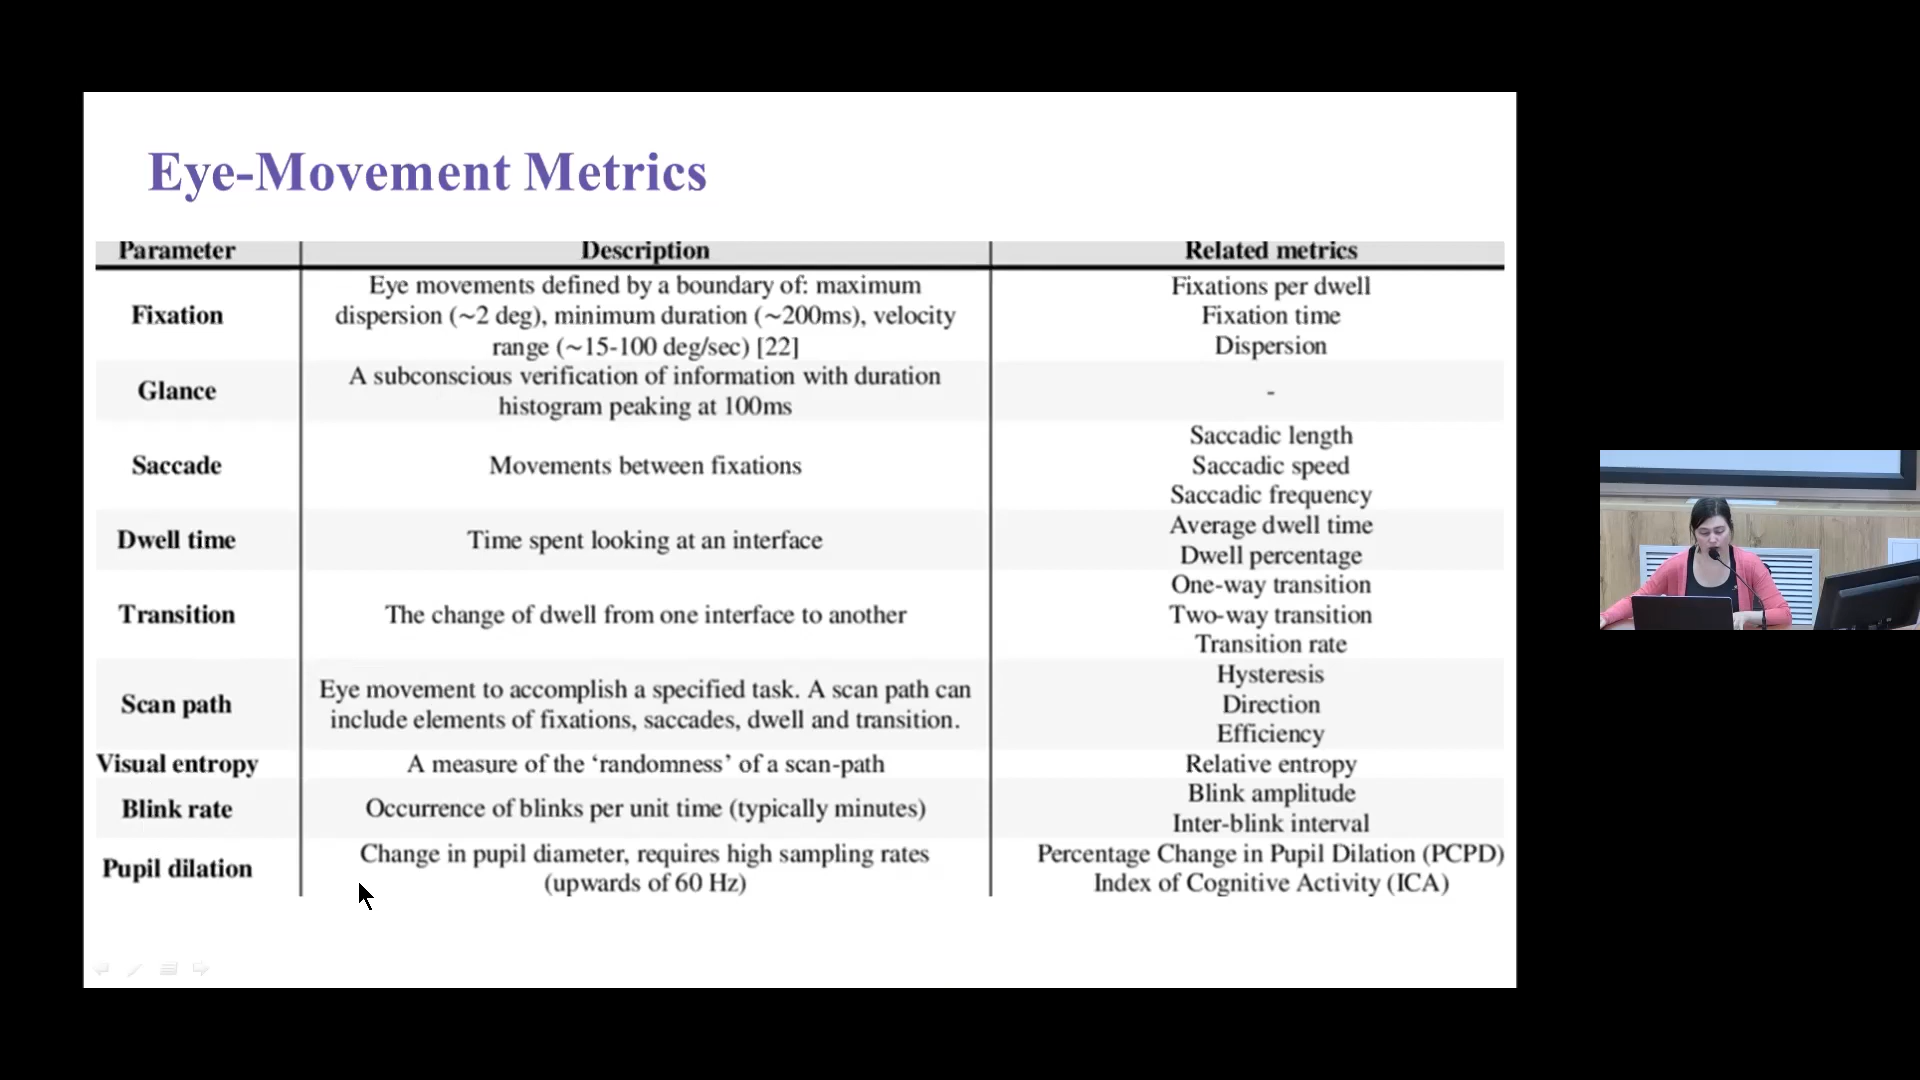 Eye-Movement Metrics
Parameter Description Related metrics
Fixation
Eye movements defined by a boundary of: maximum
dispersion (~2 deg), minimum duration (~200ms), velocity
range (~15-100 deg/sec) [22]
Fixations per dwell
Fixation time
Dispersion
Glance
A subconscious verification of information with duration
histogram peaking at 100ms
-
Saccade
Movements between fixations
Saccadic length
Saccadic speed
Saccadic frequency
Dwell time
Time spent looking at an interface
Average dwell time
Dwell percentage
Transition
The change of dwell from one interface to another
One-way transition
Two-way transition
Transition rate
Scan path
Eye movement to accomplish a specified task. A scan path can
include elements of fixations, saccades, dwell and transition.
Hysteresis
Direction
Efficiency
Visual entropy
A measure of the ‘randomness’ of a scan-path
Relative entropy
Blink rate
Occurrence of blinks per unit time (typically minutes)
Blink amplitude
Inter-blink interval
Pupil dilation
Change in pupil diameter, requires high sampling rates
(upwards of 60 Hz)
Percentage Change in Pupil Dilation (PCPD)
Index of Cognitive Activity (ICA)